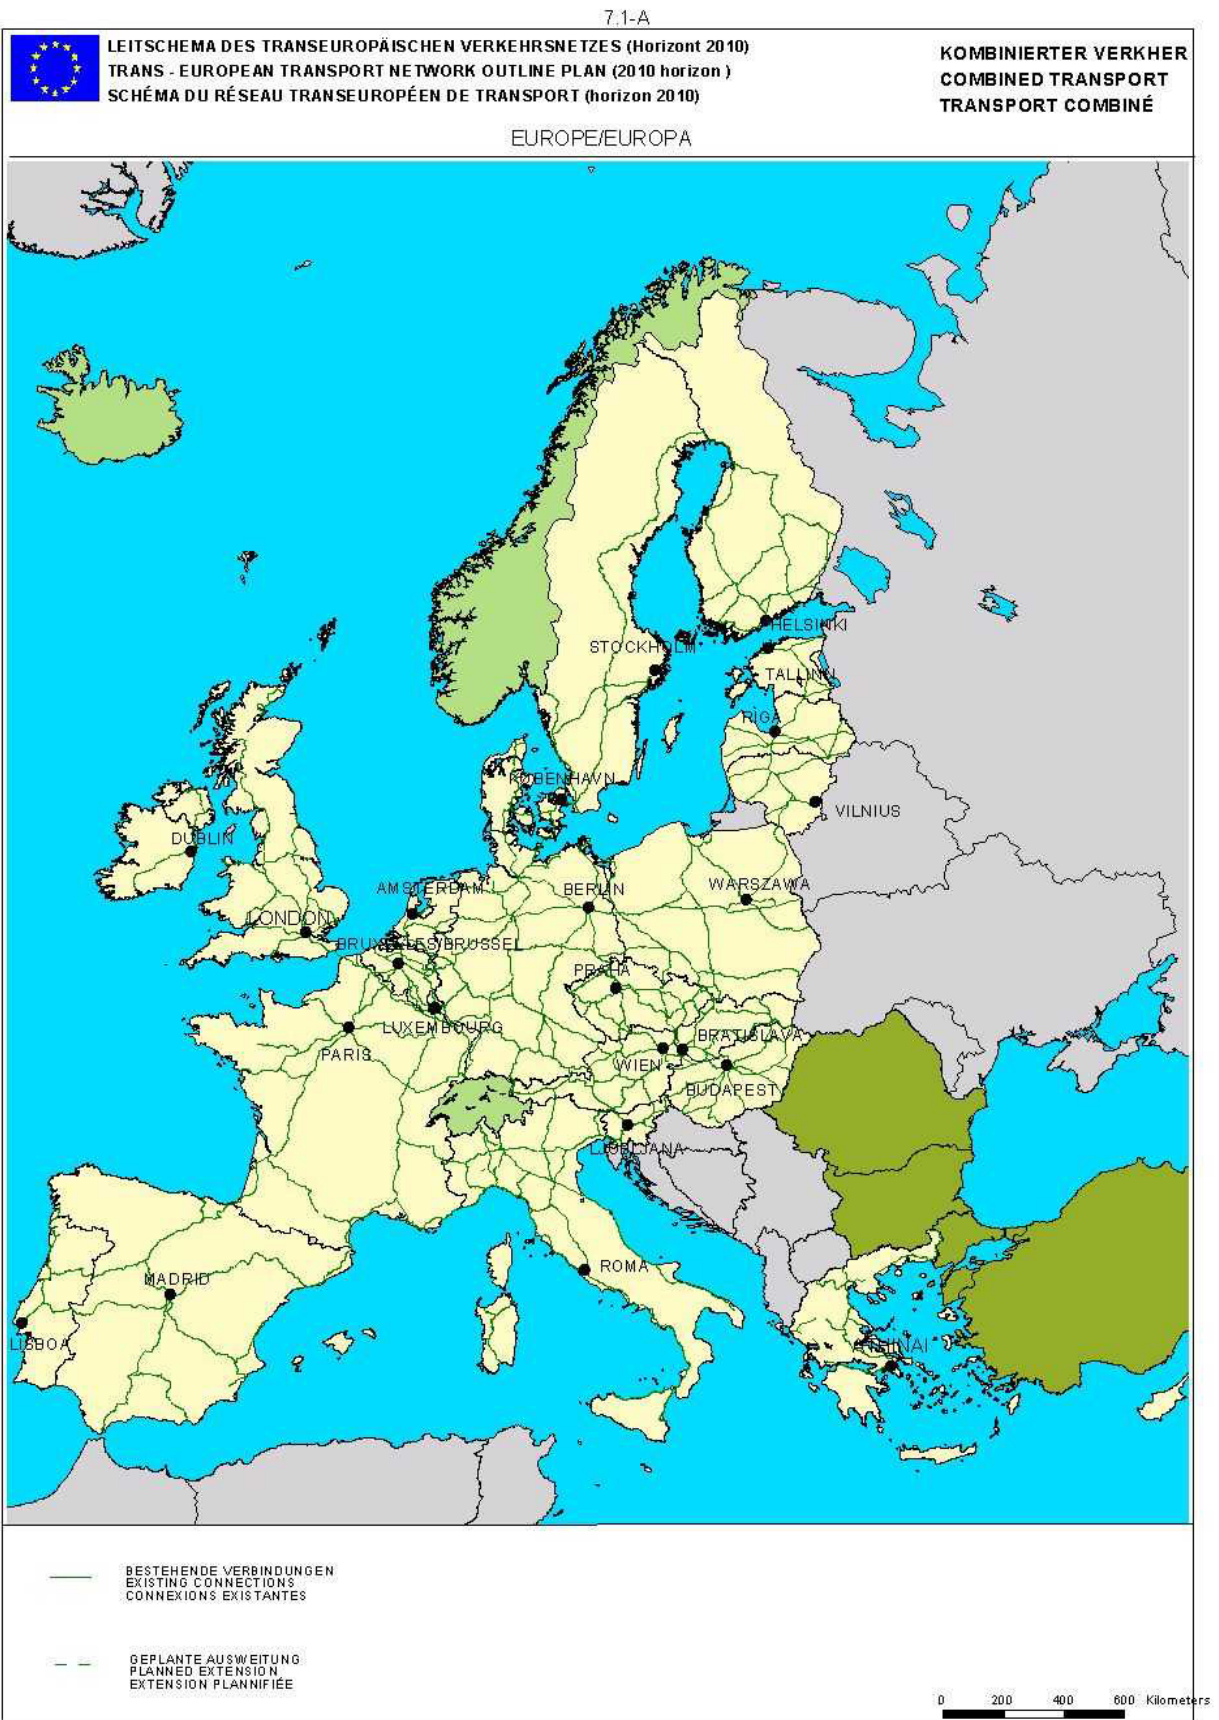 7.1-A
LEITSCHEMA DES TRANSEUROPÄISCHEN VERKEHRSNETZES (Horizont 2010)
TRANS - EUROPEAN TRANSPORT NETWORK OUTLINE PLAN (2010 horizon )
SCHÉMA DU RÉSEAU TRANSEUROPÉEN DE TRANSPORT (horizon 2010)
KOMBINIERTER VERKHER
COMBINED TRANSPORT
TRANSPORT COMBINÉ
EUROPE/EUROPA
HELSINKI
STOCKHOLM
TALLINN
RÏGA
KØBENHAVN
VILNIUS
DUBLIN
AMSTERDAM
BERLIN
WARSZAWA
LONDON
BRUXELLES/BRUSSEL
PRAHA
LUXEMBOURG
BRATISLAVA
PARIS
WIEN
BUDAPEST
LJUBLJANA
ROMA
MADRID
LISBOA
ATHINAI
BESTEHENDE VERBINDUNGEN
EXISTING CONNECTIONS
CONNEXIONS EXISTANTES
GEPLANTE AUSWEITUNG
PLANNED EXTENSION
EXTENSION PLANNIFIÉE
0 200 400 600 Kilometers